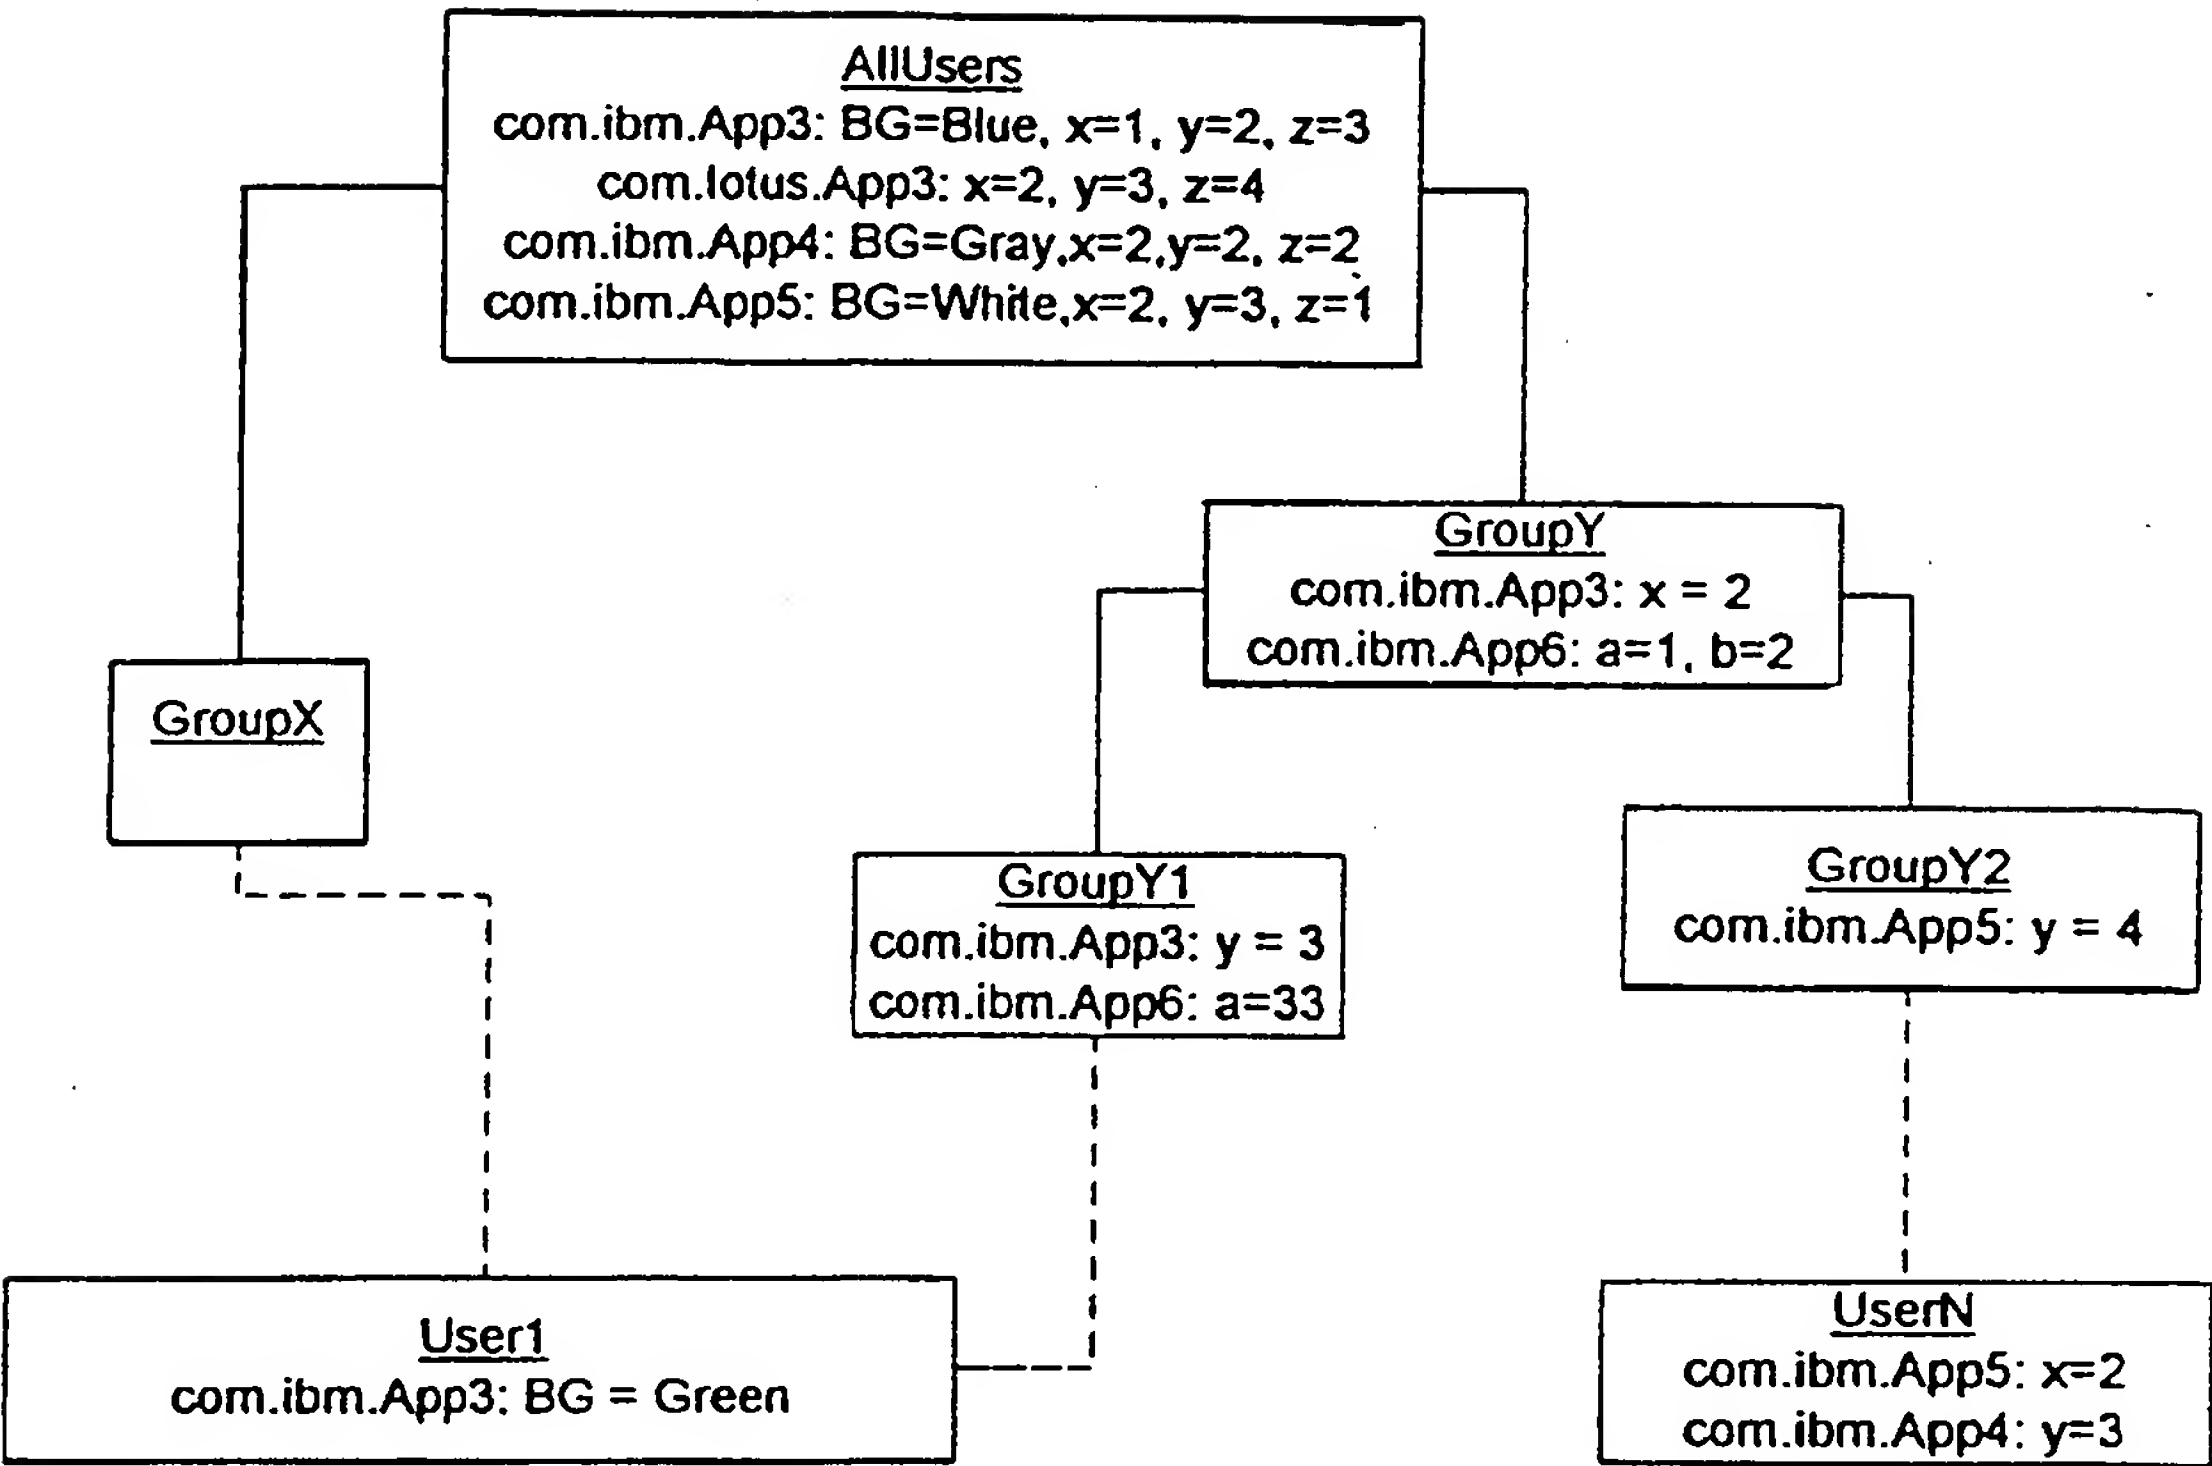 AllUsers
com.ibm.App3: BG=Blue, x=1, y=2, z=3
com.lotus.App3: x=2, y=3, z=4
com.ibm.App4: BG=Gray,x=2,y=2, z=2
com.ibm.App5: BG=White,x=2, y=3, z=1
GroupY
com.ibm.App3: x = 2
com.ibm.App6: a=1, b=2
GroupX
GroupY1
com.ibm.App3: y = 3
com.ibm.App6: a=33
GroupY2
com.ibm.App5: y = 4
User1
com.ibm.App3: BG = Green
UserN
com.ibm.App5: x=2
com.ibm.App4: y=3